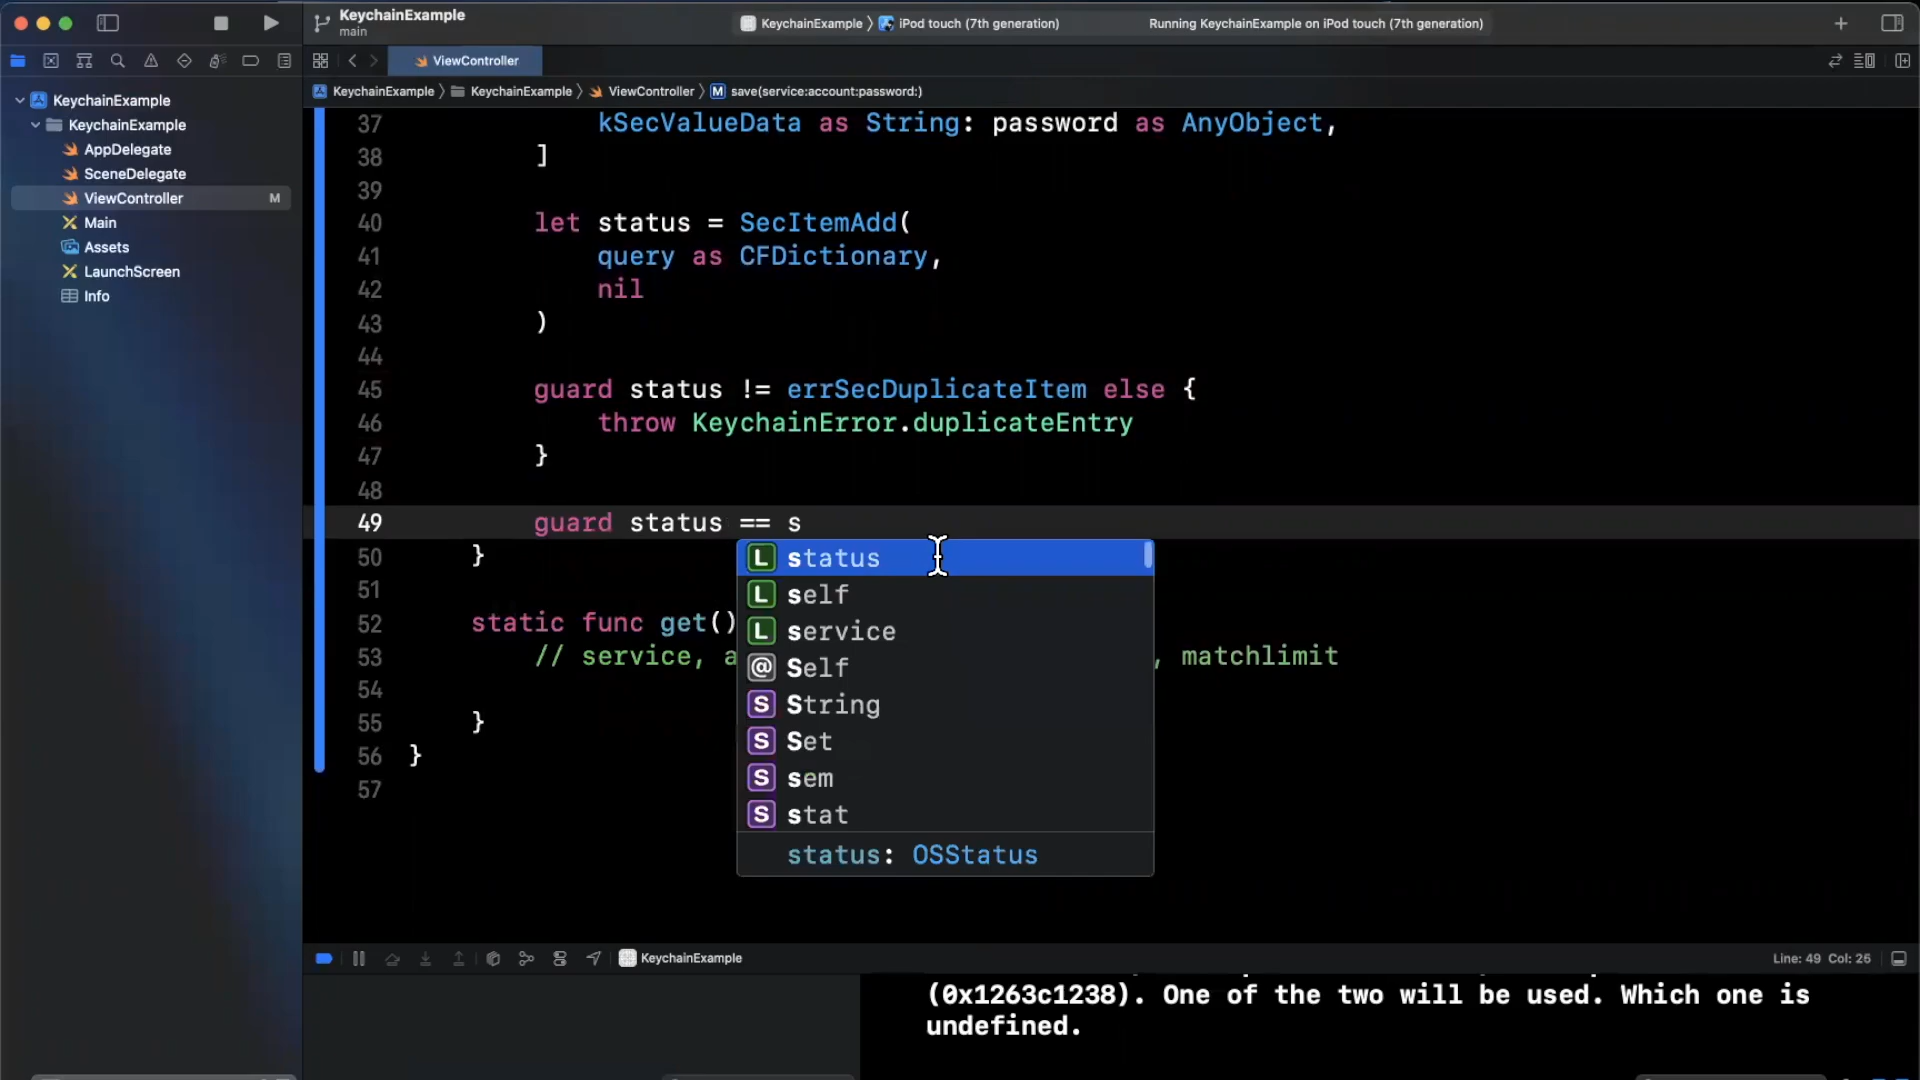 KeychainExample
main
KeychainExample
iPod touch (7th generation)
Running KeychainExample on iPod touch (7th generation)
ViewController
KeychainExample
KeychainExample
ViewController
M
save(service:account:password:)
KeychainExample
KeychainExample
AppDelegate
SceneDelegate
ViewController
M
Main
Assets
LaunchScreen
Info
37 kSecValueData as String: password as AnyObject,
38 ]
39
40 let status = SecItemAdd(
41 query as CFDictionary,
42 nil
43 )
44
45 guard status != errSecDuplicateItem else {
46 throw KeychainError.duplicateEntry
47 }
48
49 guard status == s
50 }
51
52 static func get()
53 // service, a , matchlimit
54
55 }
56 }
57
L status
L self
L service
@ Self
S String
S Set
S sem
S stat
status: OSStatus
KeychainExample
Line: 49 Col: 26
(0x1263c1238). One of the two will be used. Which one is
undefined.